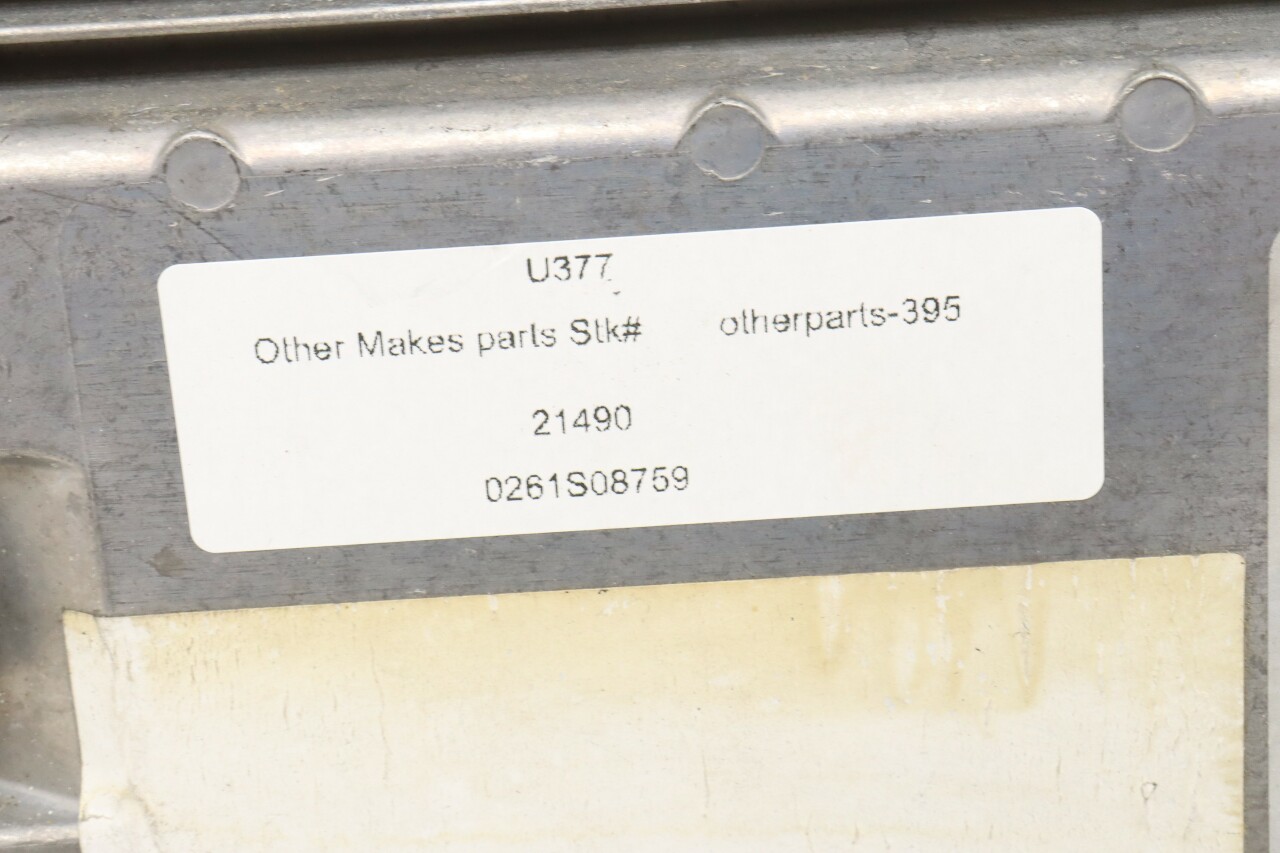 U377
Other Makes parts Stk# otherparts-395
21490
0261S08759